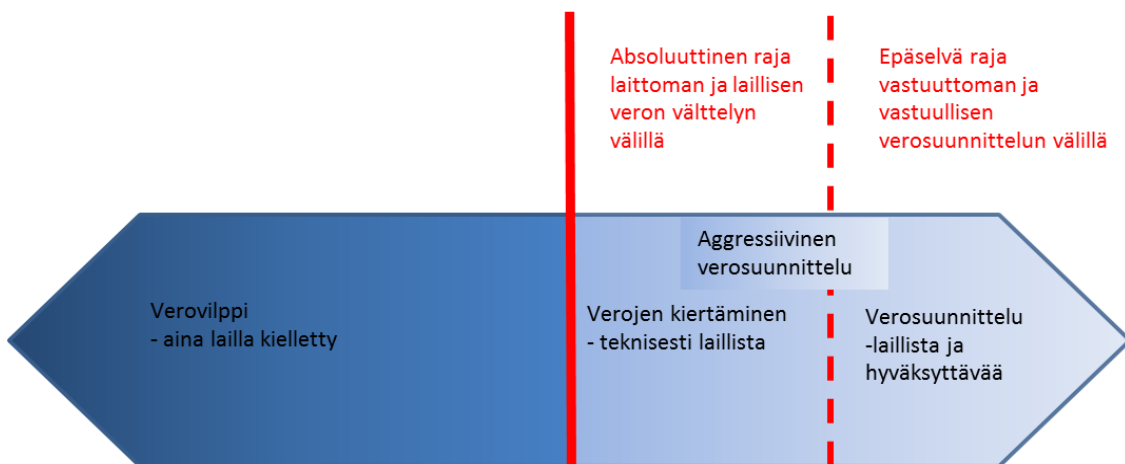 Absoluuttinen raja
laittoman ja laillisen
veron välttelyn
välillä
Epäselvä raja
vastuuttoman ja
vastuullisen
verosuunnittelun välillä
Aggressiivinen
verosuunnittelu
Verovilppi
- aina lailla kielletty
Verojen kiertäminen
- teknisesti laillista
Verosuunnittelu
-laillista ja
hyväksyttävää